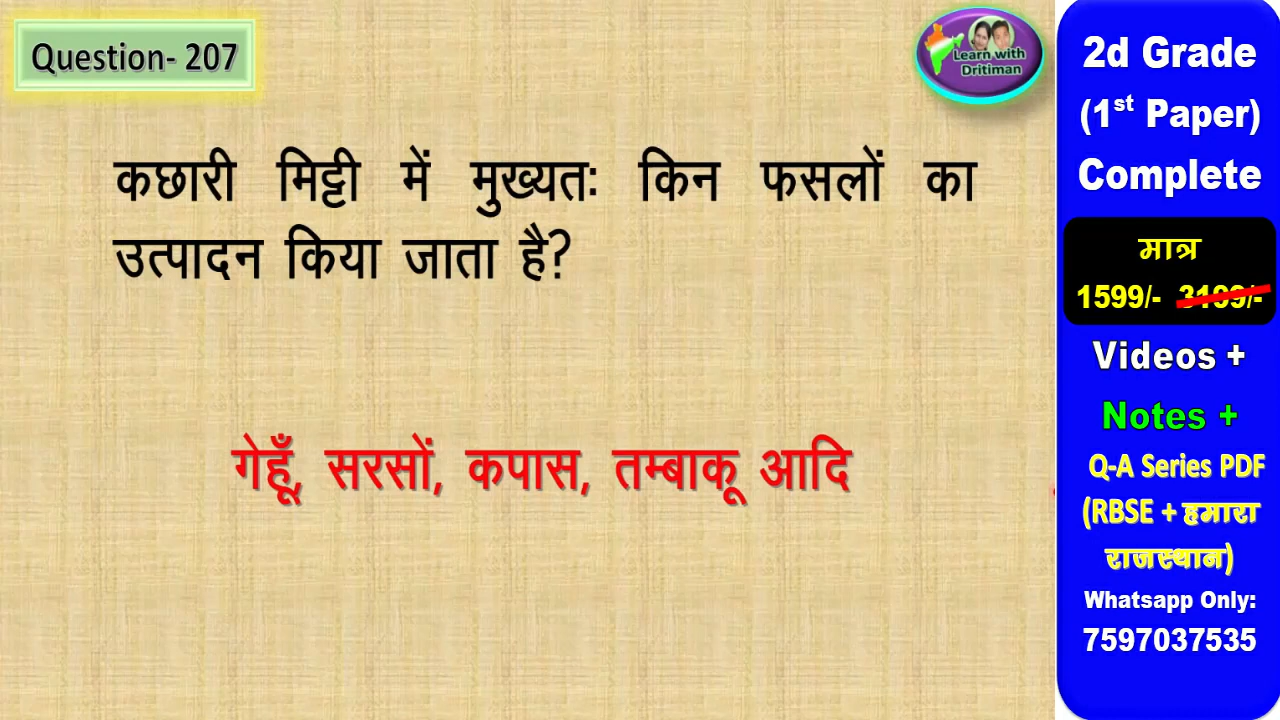 Question- 207
Learn with
Dritiman
कछारी मिट्टी में मुख्यतः किन फसलों का
उत्पादन किया जाता है?
गेहूँ, सरसों, कपास, तम्बाकू आदि
2d Grade
(1st Paper)
Complete
मात्र
1599/- 3199/-
Videos +
Notes +
Q-A Series PDF
(RBSE + हमारा
राजस्थान)
Whatsapp Only:
7597037535